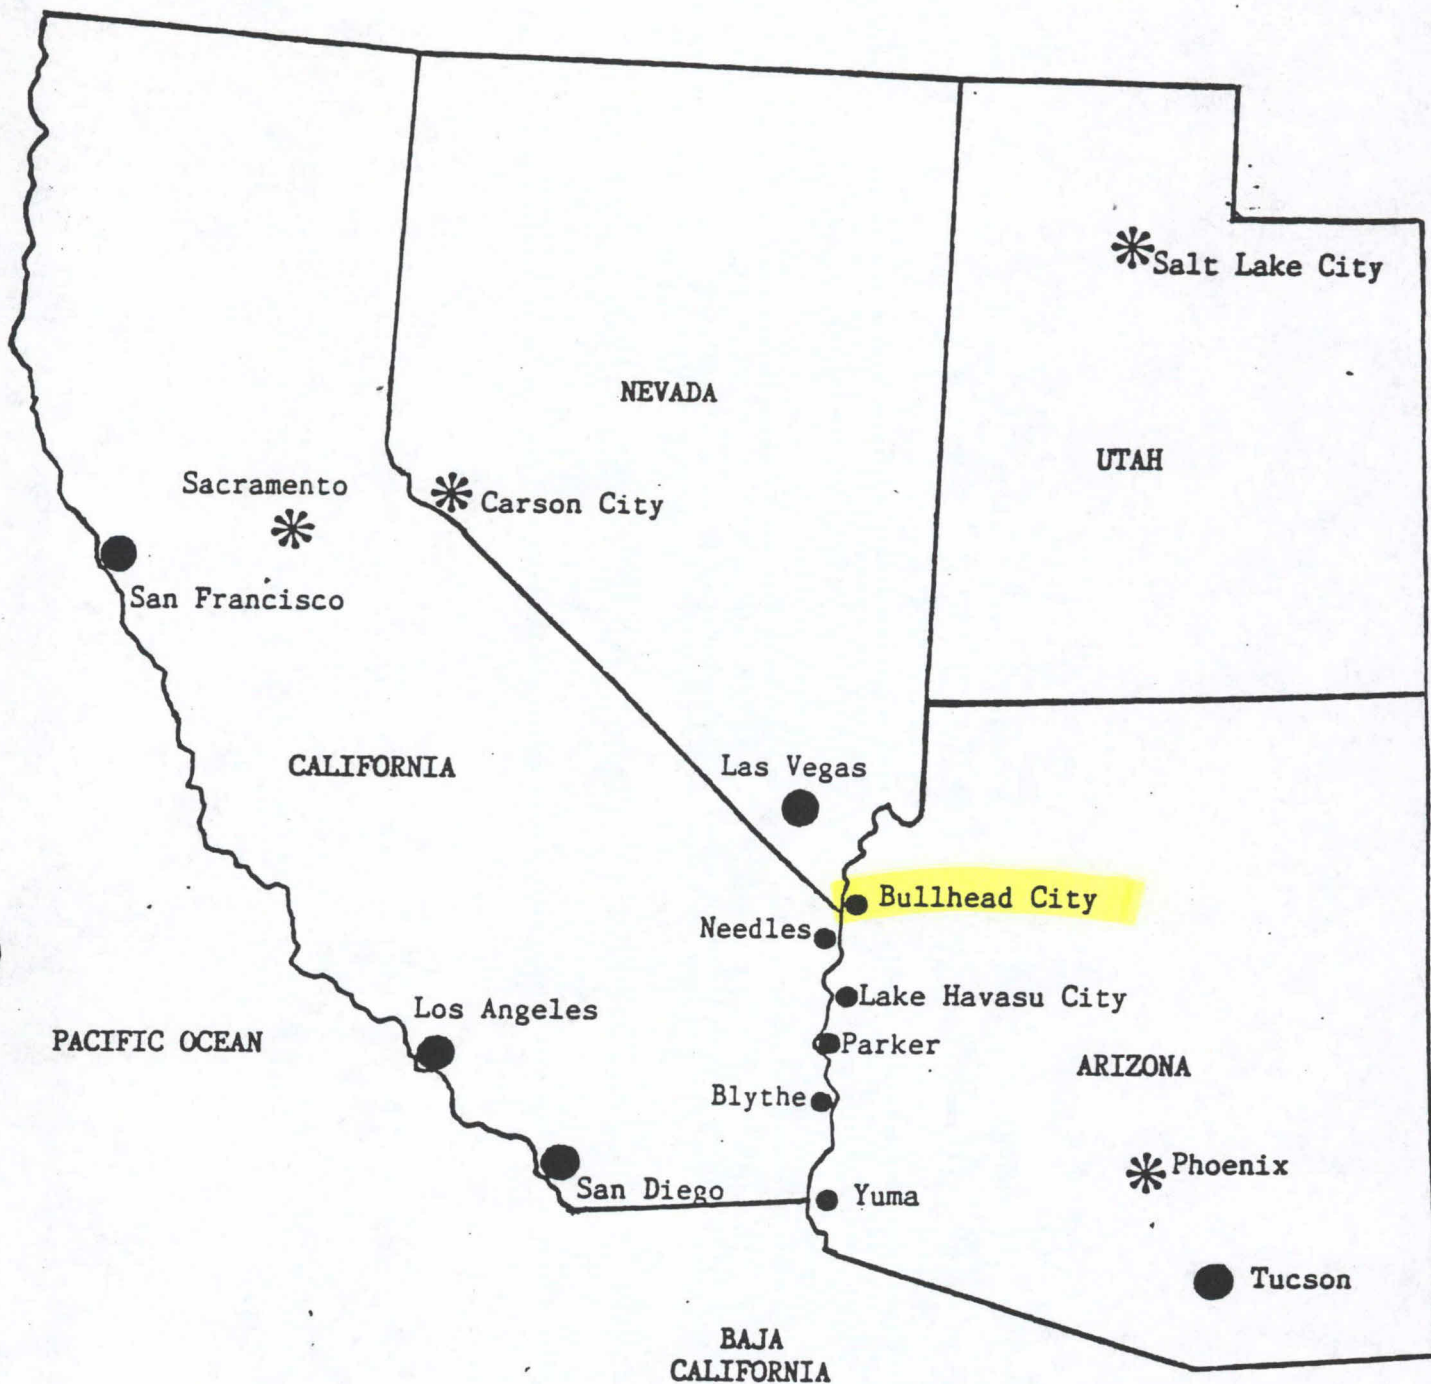 Salt Lake City
NEVADA
UTAH
Sacramento
Carson City
San Francisco
CALIFORNIA
Las Vegas
Bullhead City
Needles
Lake Havasu City
Los Angeles
PACIFIC OCEAN
Parker
ARIZONA
Blythe
Phoenix
San Diego
Yuma
Tucson
BAJA
CALIFORNIA